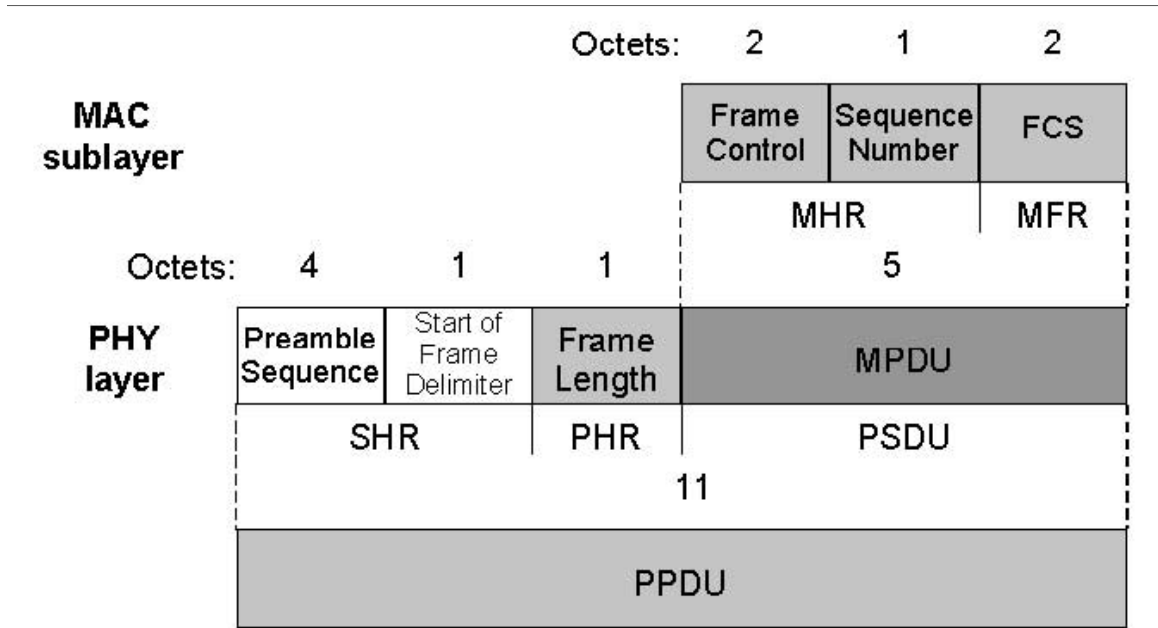 Octets: 2 1 2
MAC
sublayer
Frame
Control
Sequence
Number
FCS
MHR MFR
Octets: 4 1 1 5
PHY
layer
Preamble
Sequence
Start of
Frame
Delimiter
Frame
Length
MPDU
SHR PHR PSDU
11
PPDU